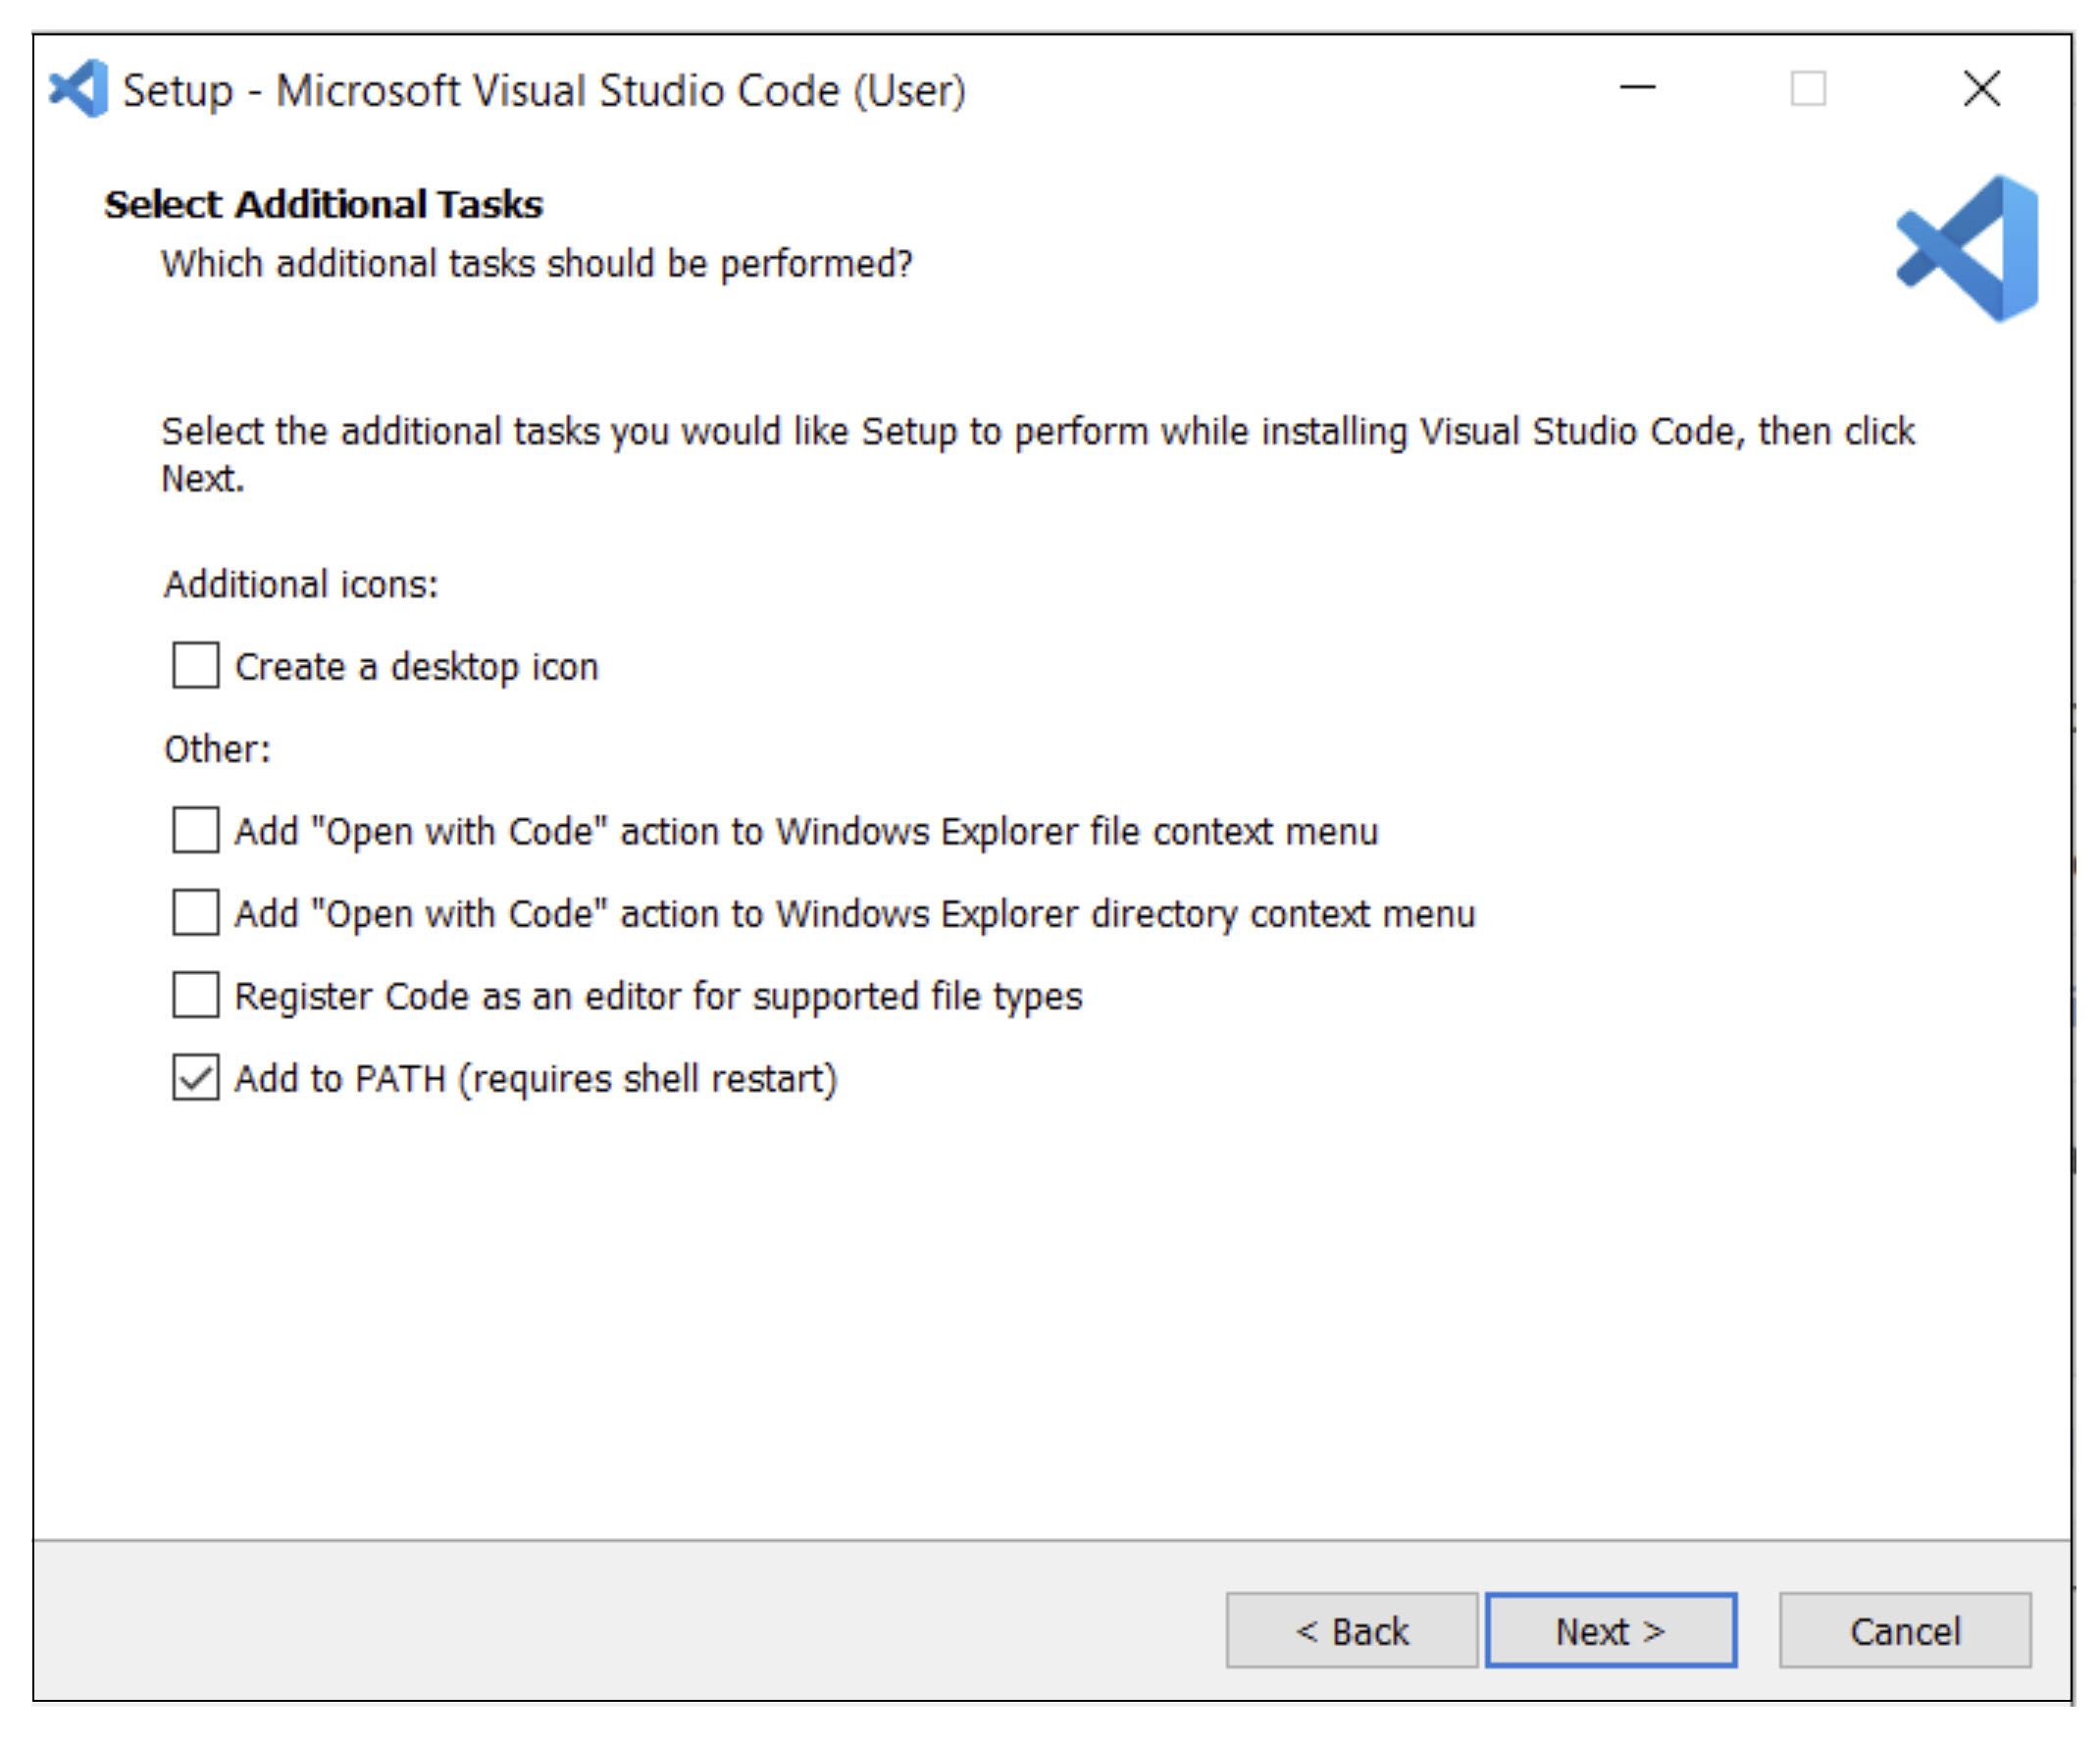 Setup - Microsoft Visual Studio Code (User)
Select Additional Tasks
Which additional tasks should be performed?
Select the additional tasks you would like Setup to perform while installing Visual Studio Code, then click
Next.
Additional icons:
Create a desktop icon
Other:
Add "Open with Code" action to Windows Explorer file context menu
Add "Open with Code" action to Windows Explorer directory context menu
Register Code as an editor for supported file types
Add to PATH (requires shell restart)
< Back Next > Cancel